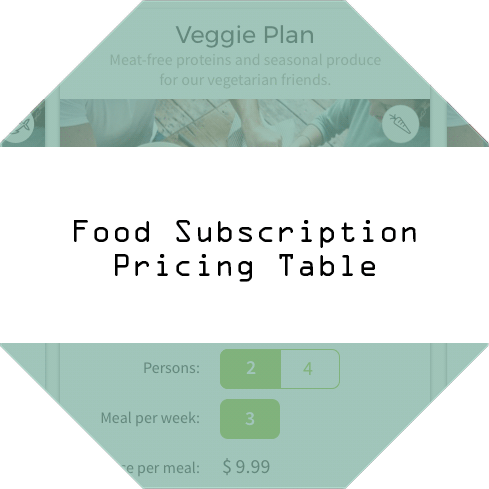 Veggie Plan
Meat-free proteins and seasonal produce
for our vegetarian friends.
Food Subscription
Pricing Table
Persons: 2 4
Meal per week: 3
per meal: $ 9.99